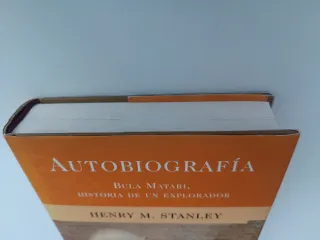 AUTOBIOGRAFÍA
BULA MATARI,
HISTORIA DE UN EXPLORADOR
HENRY M. STANLEY